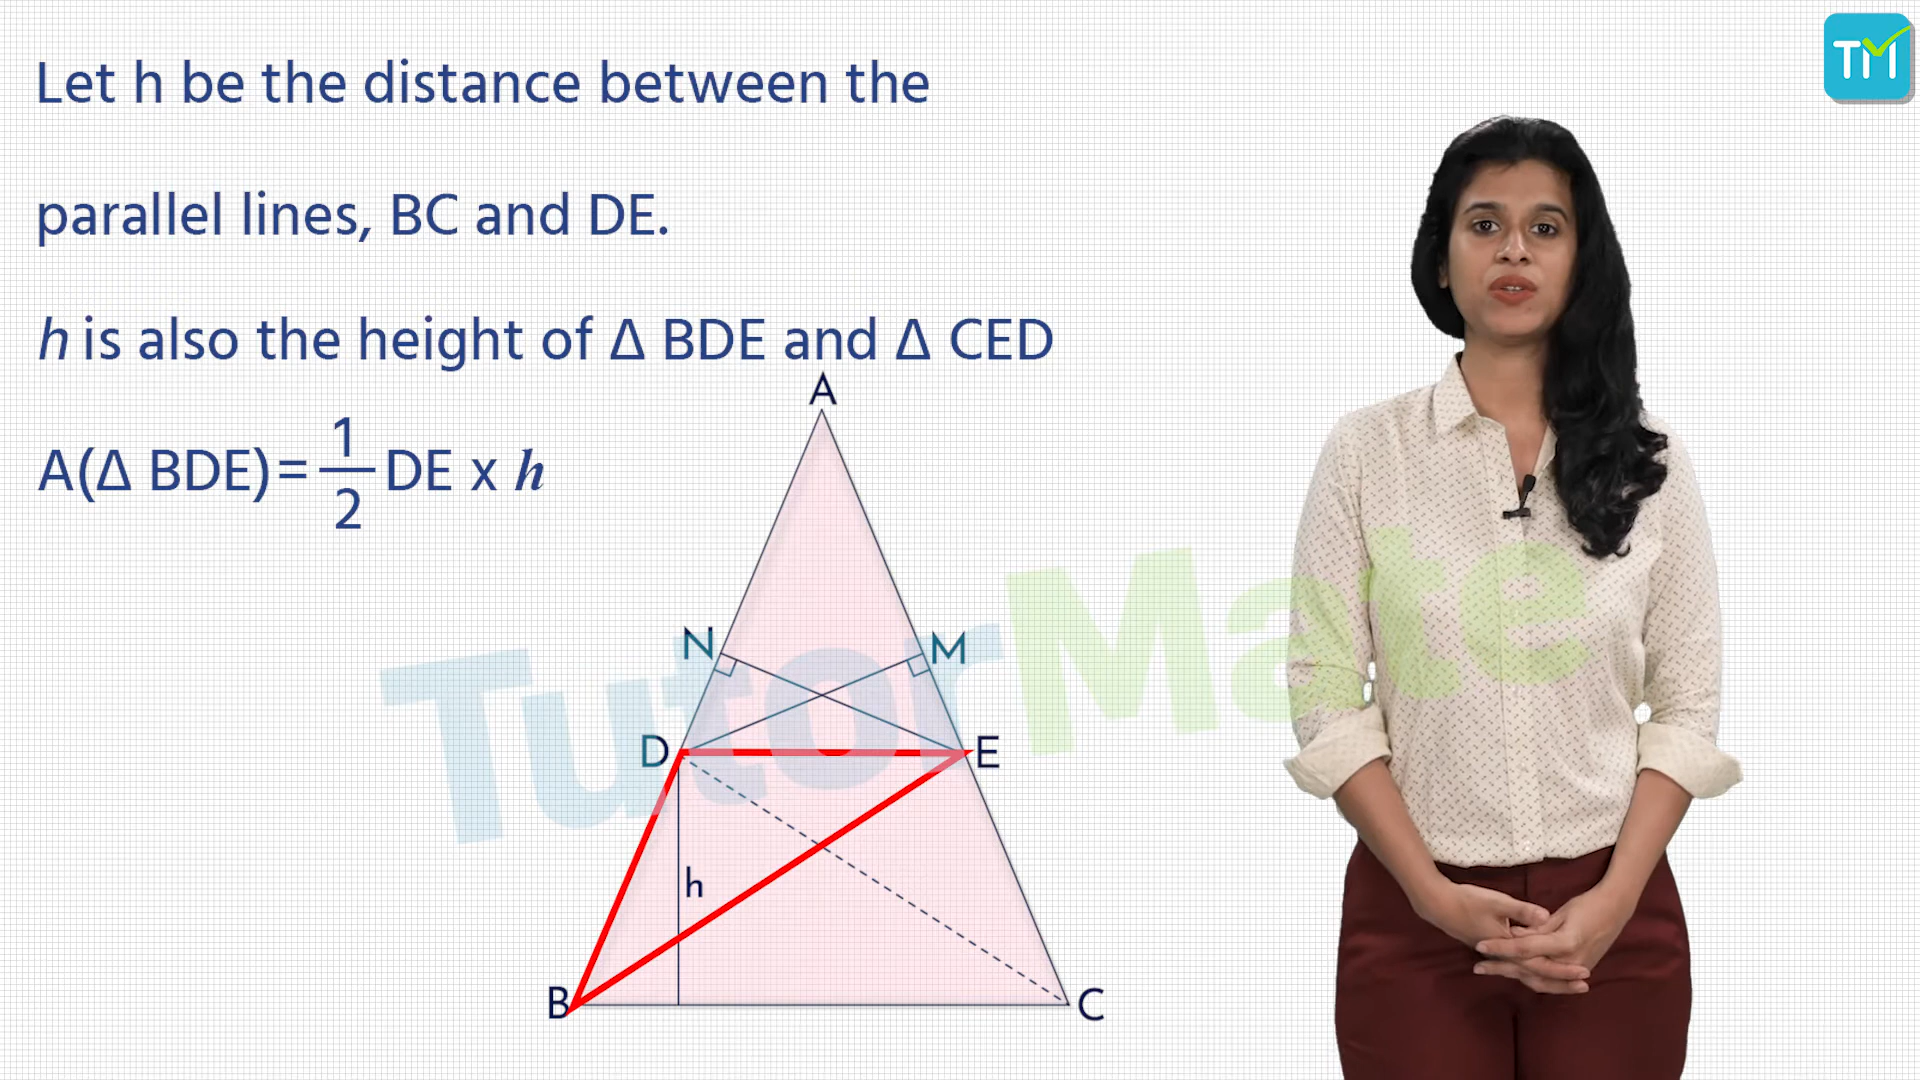 Let h be the distance between the
parallel lines, BC and DE.
h is also the height of Δ BDE and Δ CED
A(Δ BDE)= 1/2 DE x h
A
N
M
D
E
h
B
C
TutorMate
TM